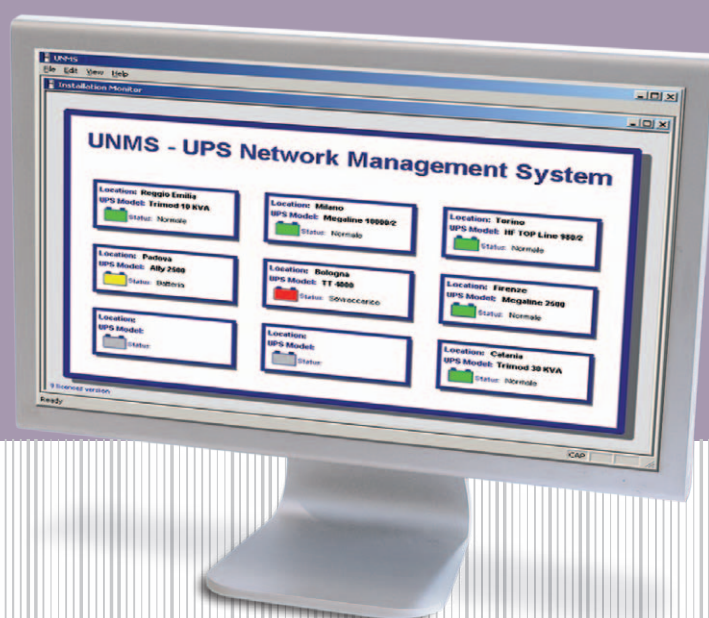 UNMS
File Edit View Help
Installation Monitor
UNMS - UPS Network Management System
Location: Reggio Emilia
UPS Model: Trimod 10 KVA
Status: Normale
Location: Milano
UPS Model: Megaline 10000/2
Status: Normale
Location: Torino
UPS Model: HF TOP Line 980/2
Status: Normale
Location: Padova
UPS Model: Ally 2500
Status: Batteria
Location: Bologna
UPS Model: TT 4000
Status: Sovraccarico
Location: Firenze
UPS Model: Megaline 2500
Status: Normale
Location:
UPS Model:
Status:
Location:
UPS Model:
Status:
Location: Catania
UPS Model: Trimod 30 KVA
Status: Normale
9 licenses version
Ready
CAP